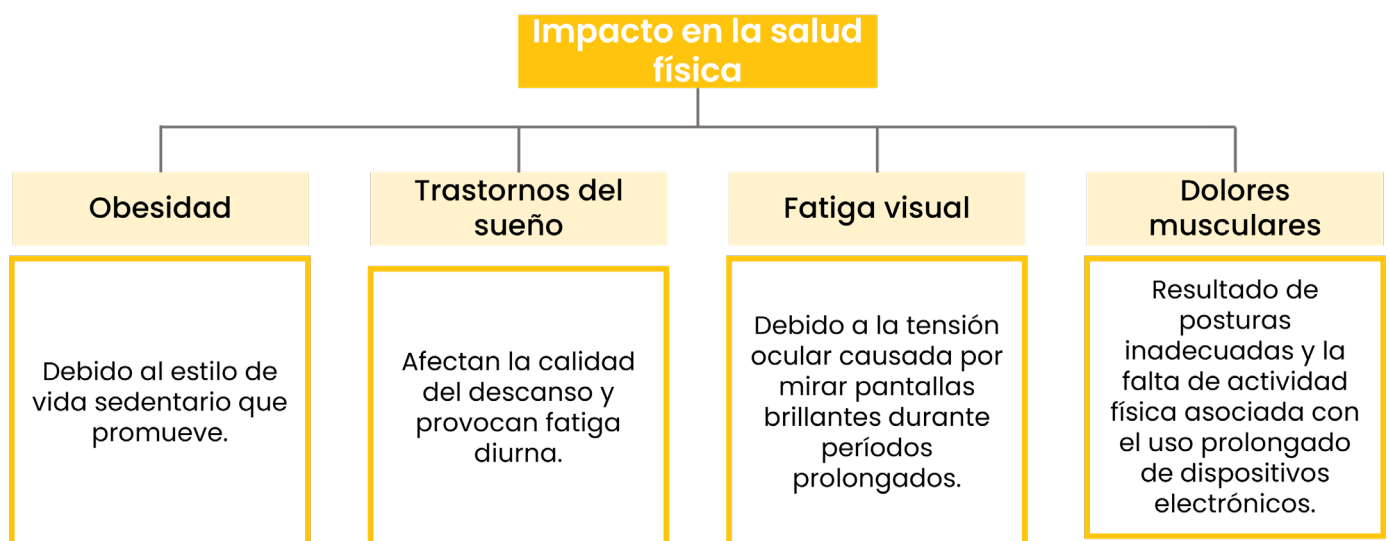 Impacto en la salud
física
Obesidad
Trastornos del
sueño
Fatiga visual
Dolores
musculares
Debido al estilo de
vida sedentario que
promueve.
Afectan la calidad
del descanso y
provocan fatiga
diurna.
Debido a la tensión
ocular causada por
mirar pantallas
brillantes durante
períodos
prolongados.
Resultado de
posturas
inadecuadas y la
falta de actividad
física asociada con
el uso prolongado
de dispositivos
electrónicos.